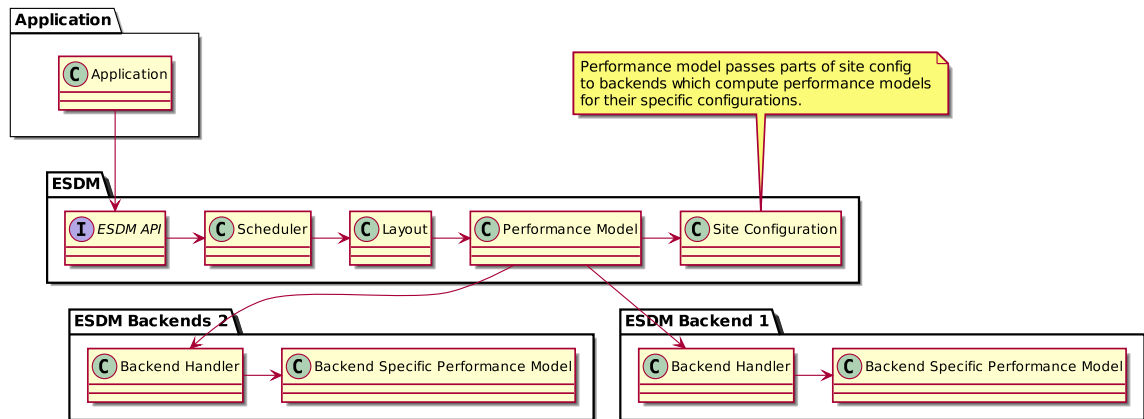 Application
C Application
Performance model passes parts of site config
to backends which compute performance models
for their specific configurations.
ESDM
I ESDM API
C Scheduler
C Layout
C Performance Model
C Site Configuration
ESDM Backends 2
C Backend Handler
C Backend Specific Performance Model
ESDM Backend 1
C Backend Handler
C Backend Specific Performance Model